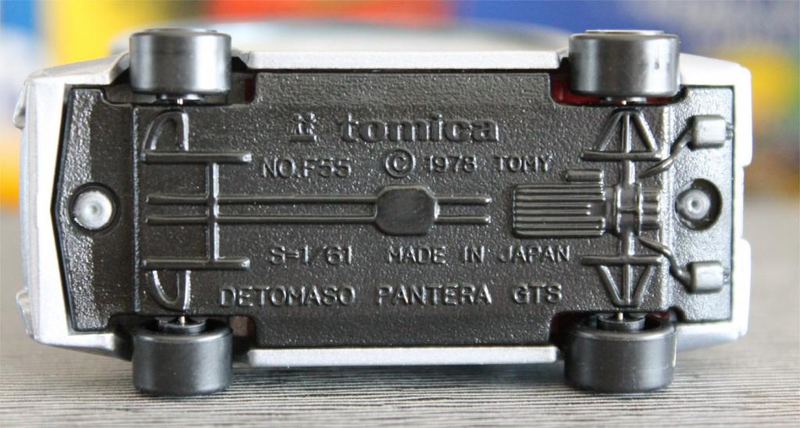 tomica
NO.F55 © 1978 TOMY
S=1/61 MADE IN JAPAN
DETOMASO PANTERA GTS